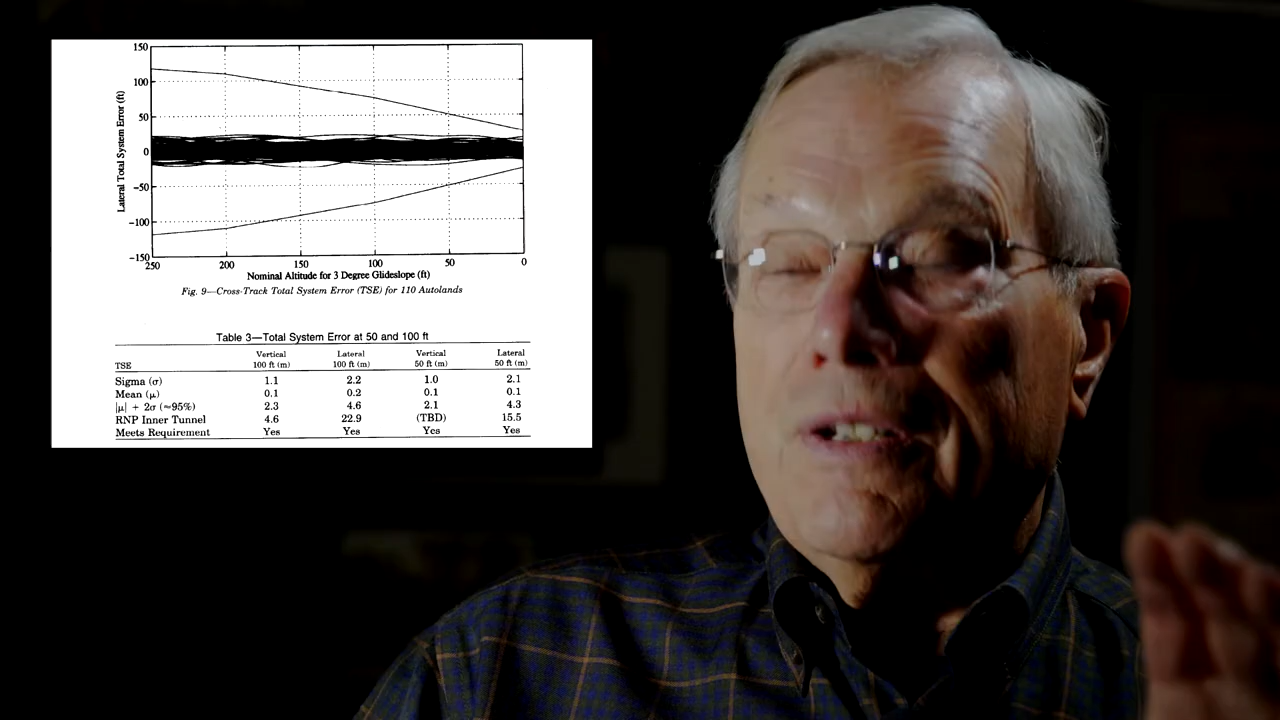 150
100
50
0
−50
−100
−150
Lateral Total System Error (ft)
250 200 150 100 50 0
Nominal Altitude for 3 Degree Glideslope (ft)
Fig. 9—Cross-Track Total System Error (TSE) for 110 Autolands
Table 3—Total System Error at 50 and 100 ft
TSE Vertical 100 ft (m) Lateral 100 ft (m) Vertical 50 ft (m) Lateral 50 ft (m)
Sigma (σ) 1.1 2.2 1.0 2.1
Mean (μ) 0.1 0.2 0.1 0.1
|μ| + 2σ (≈95%) 2.3 4.6 2.1 4.3
RNP Inner Tunnel 4.6 22.9 (TBD) 15.5
Meets Requirement Yes Yes Yes Yes